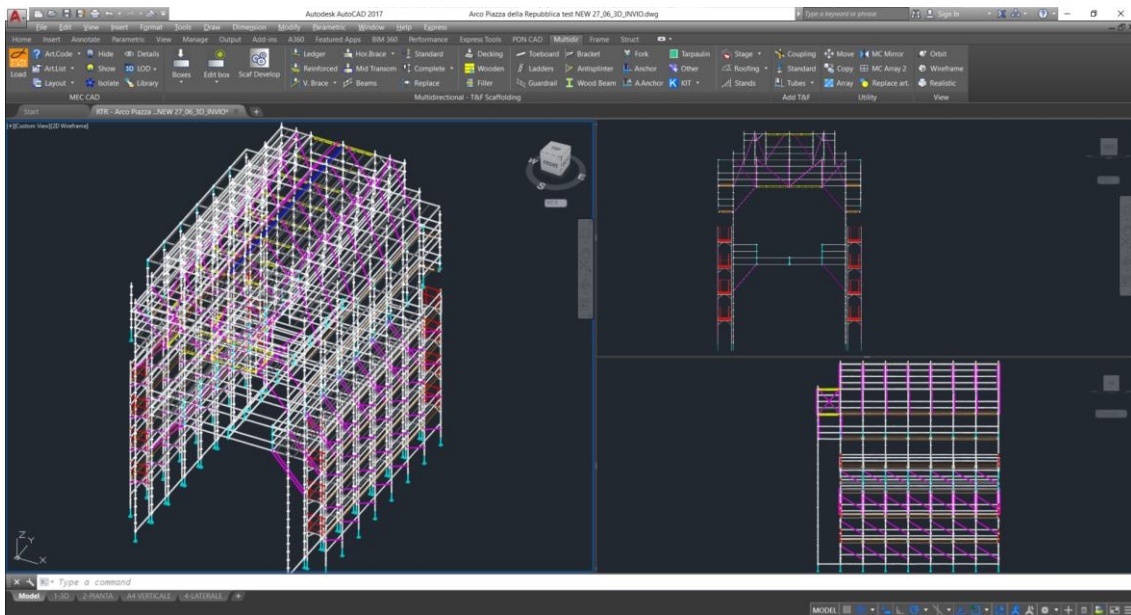 Autodesk AutoCAD 2017 Arco Piazza della Repubblica test NEW 27_06_3D_INVIO.dwg Type a keyword or phrase Sign In
File Edit View Insert Format Tools Draw Dimension Modify Parametric Window Help Express
Home Insert Annotate Parametric View Manage Output Add-ins A360 Featured Apps BIM 360 Performance Express Tools PON CAD Multidir Frame Struct
? Art.Code Hide Details Ledger Hor.Brace Standard Decking Toeboard Bracket Fork Tarpaulin Stage Coupling Move MC Mirror Orbit
Load Art.List Show LOD + Boxes Edit box Scaf Develop Reinforced Mid Transom Complete Wooden Ladders Antisplinter Anchor Other Roofing Standard Copy MC Array 2 Wireframe
Layout Isolate Library V. Brace Beams Replace Filler Guardrail Wood Beam A.Anchor KIT Stands Tubes Array Replace art. Realistic
MEC CAD Multidirectional - T&F Scaffolding Add T&F Utility View
Start RTR - Arco Piazza ...NEW 27_06_3D_INVIO*
[+][Custom View][2D Wireframe]
TOP
FRONT
W
S
E
Z
Y
X
Type a command
Model 1-3D 2-PIANTA A4 VERTICALE 4-LATERALE +
MODEL